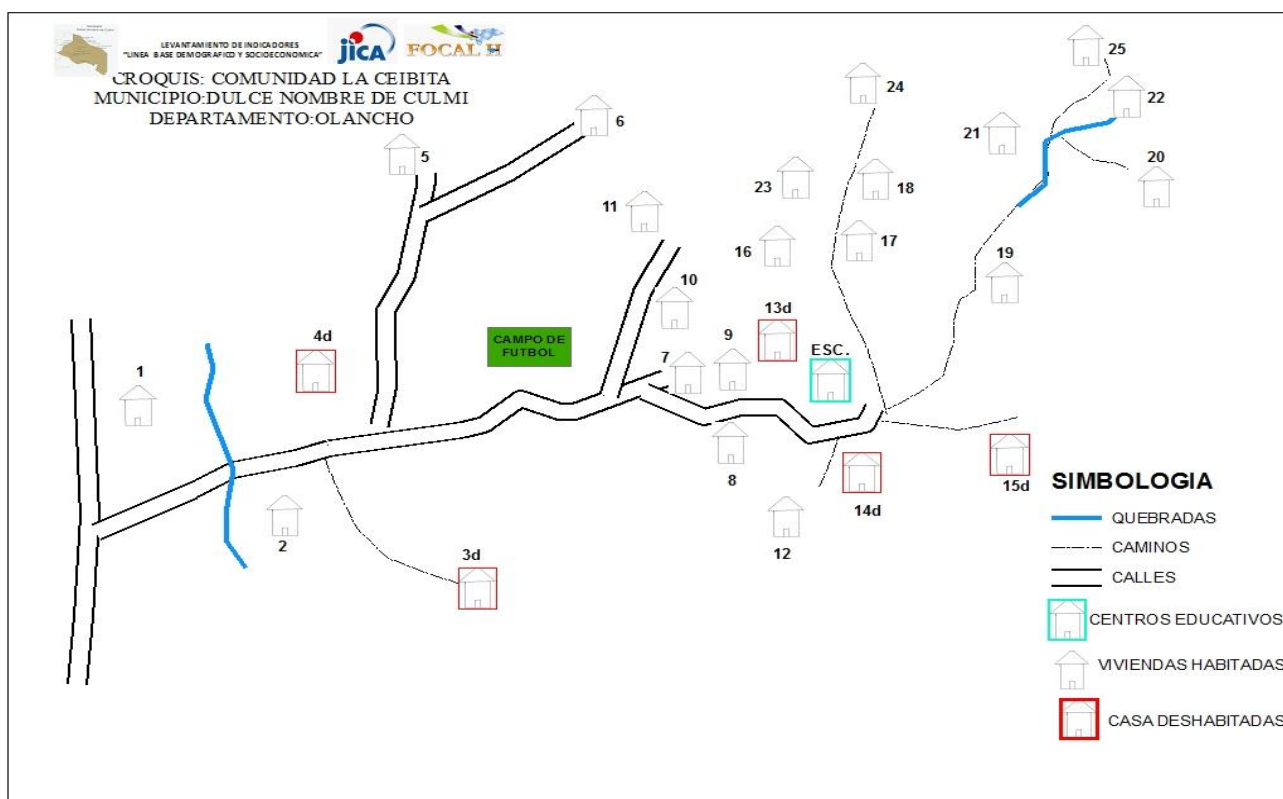 LEVANTAMIENTO DE INDICADORES
"LINEA BASE DEMOGRAFICO Y SOCIOECONOMICA"
jICA
FOCAL H
CROQUIS: COMUNIDAD LA CEIBITA
MUNICIPIO:DULCE NOMBRE DE CULMI
DEPARTAMENTO:OLANCHO
25
24
22
6
21
5
20
23
18
11
16
17
19
10
13d
4d
CAMPO DE
FUTBOL
9
ESC.
7
1
8
15d
14d
2
12
3d
SIMBOLOGIA
QUEBRADAS
CAMINOS
CALLES
CENTROS EDUCATIVOS
VIVIENDAS HABITADAS
CASA DESHABITADAS